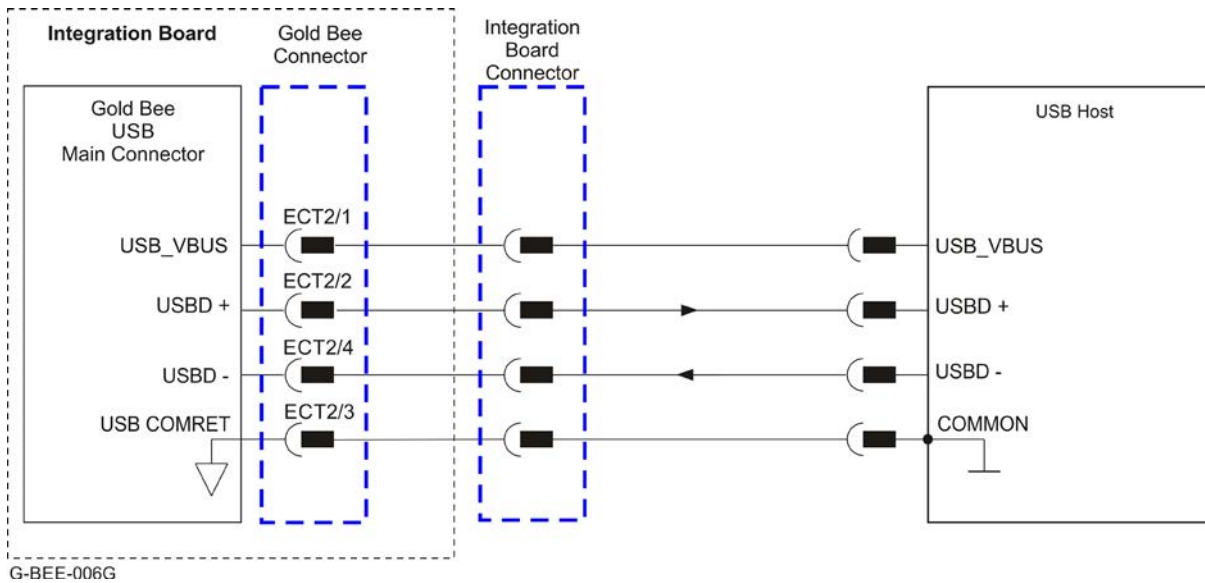 Integration Board
Gold Bee
Connector
Integration
Board
Connector
Gold Bee
USB
Main Connector
USB Host
ECT2/1
USB_VBUS
USB_VBUS
ECT2/2
USBD +
USBD +
ECT2/4
USBD -
USBD -
ECT2/3
USB COMRET
COMMON
G-BEE-006G